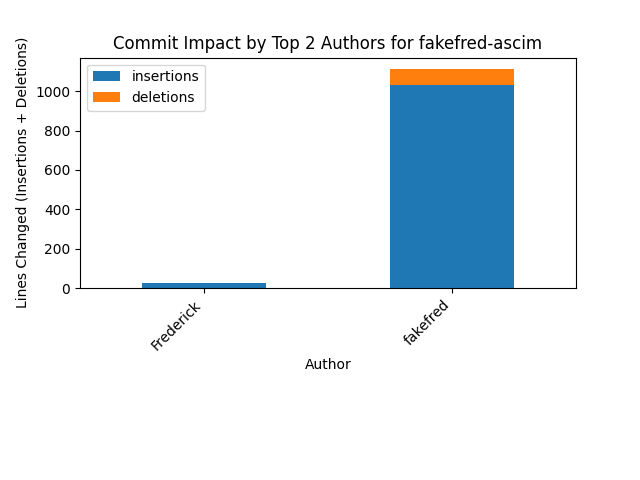 Commit Impact by Top 2 Authors for fakefred-ascim
Lines Changed (Insertions + Deletions)
insertions
deletions
1000
800
600
400
200
0
Frederick
fakefred
Author